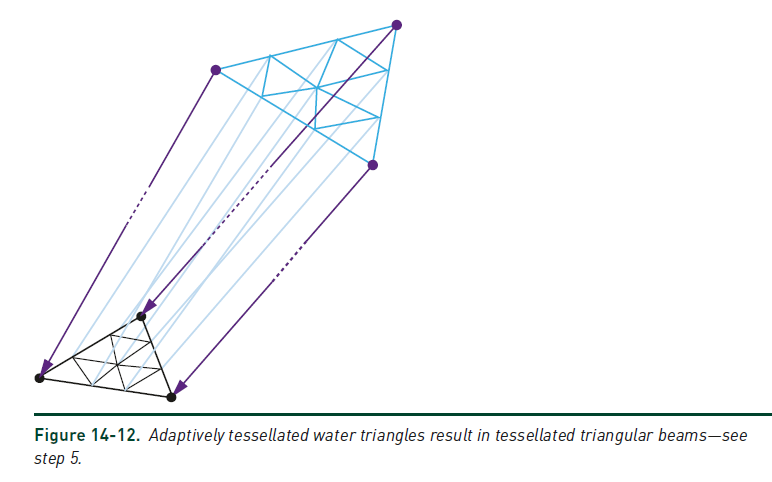 Figure 14-12. Adaptively tessellated water triangles result in tessellated triangular beams—see
step 5.